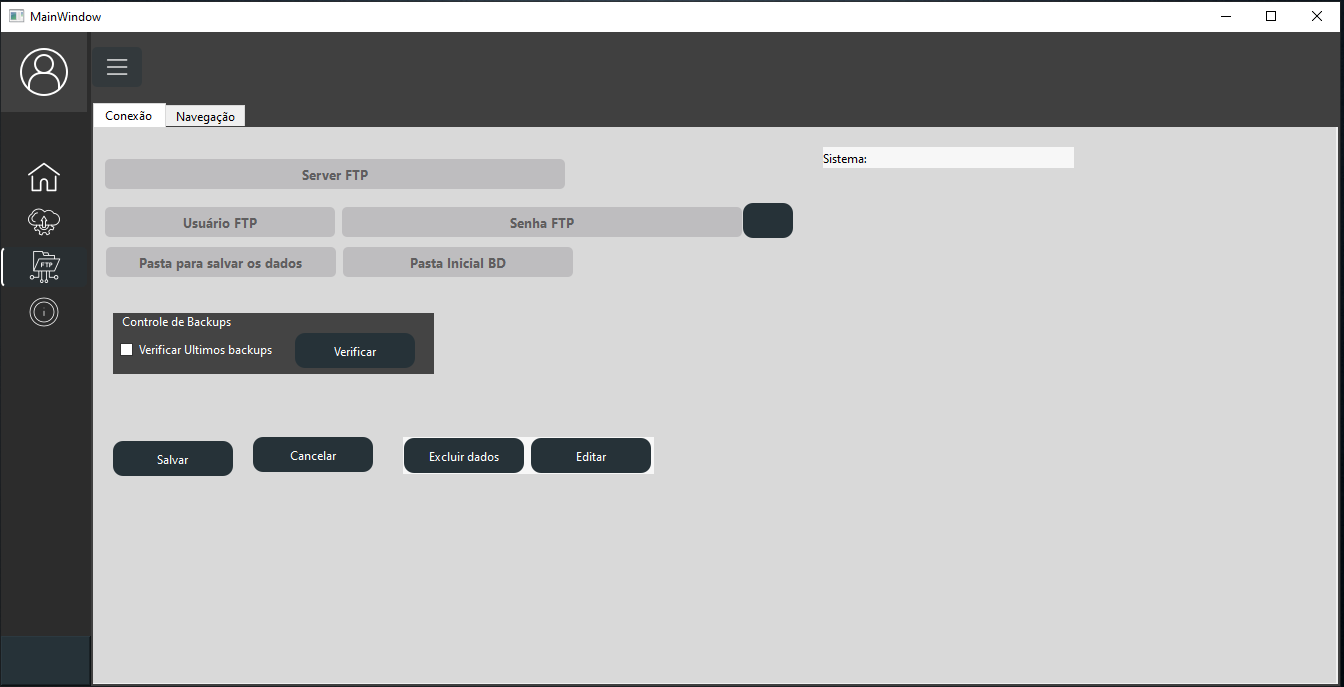 MainWindow
Conexão
Navegação
Sistema:
Server FTP
Usuário FTP
Senha FTP
FTP
Pasta para salvar os dados
Pasta Inicial BD
Controle de Backups
Verificar Ultimos backups
Verificar
Salvar
Cancelar
Excluir dados
Editar